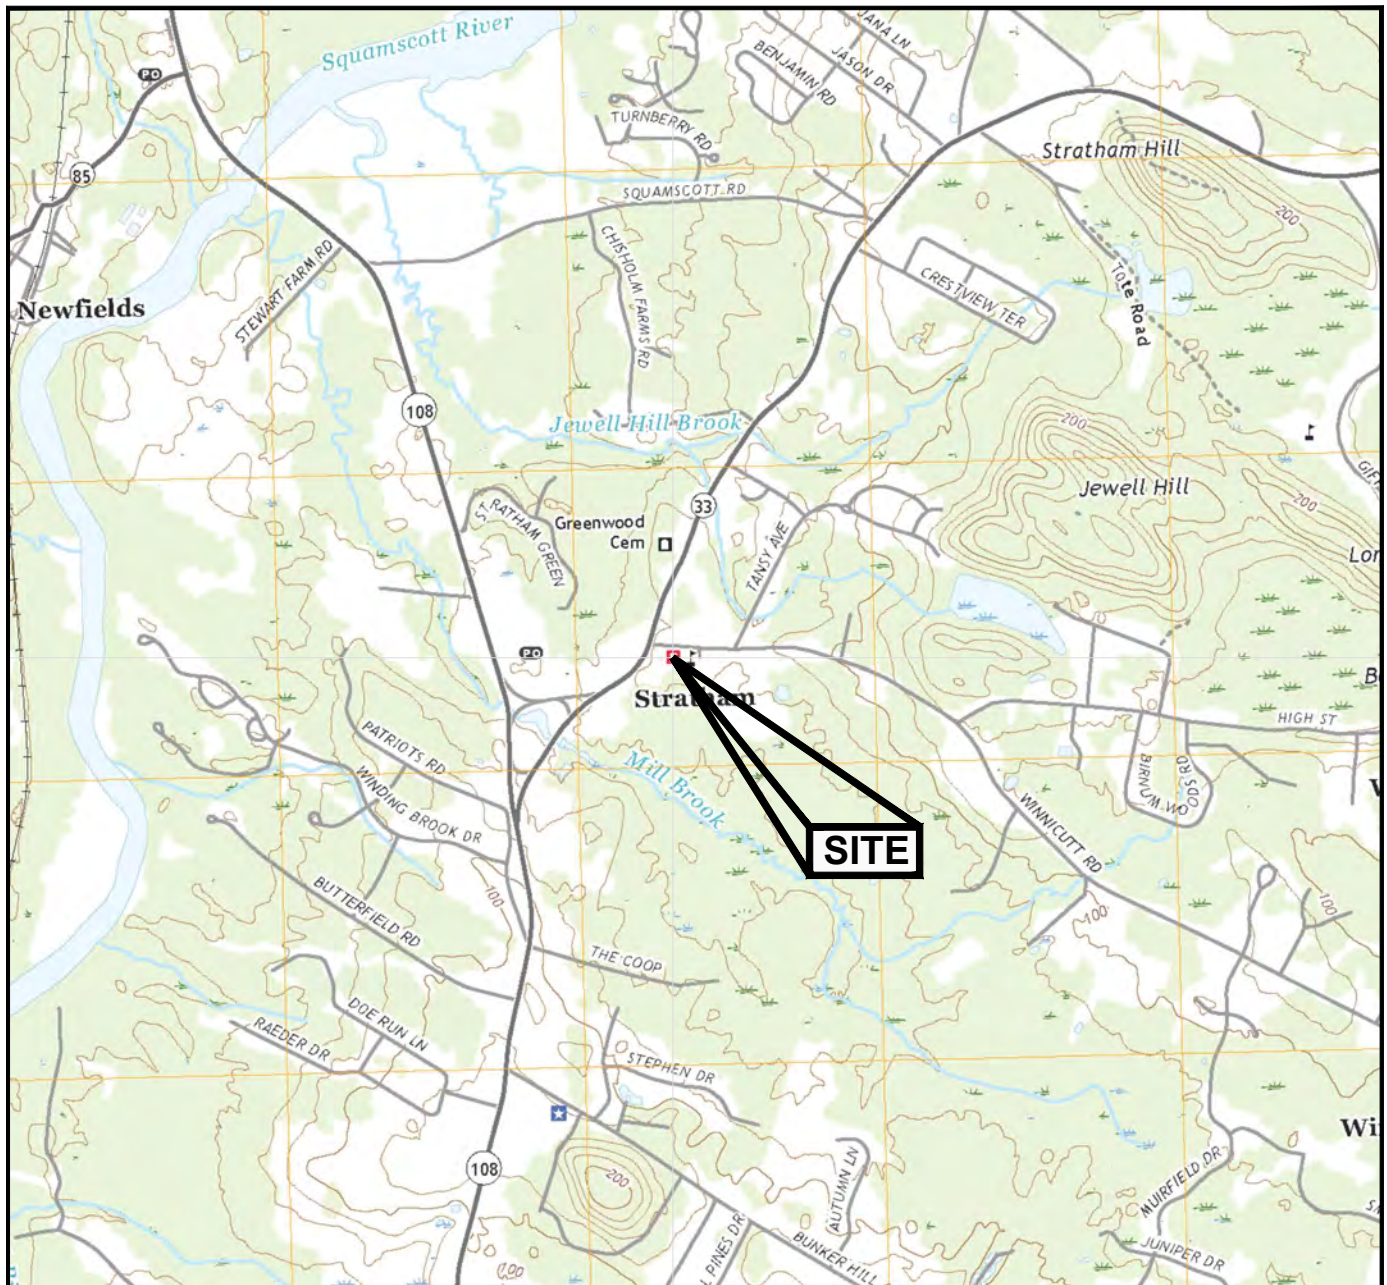 Squamscott River
JANA LN
BENJAMIN RD
JASON DR
PO
TURNBERRY RD
Stratham Hill
85
SQUAMSCOTT RD
200
CHISHOLM FARMS RD
STEWART FARM RD
CRESTVIEW TER
Tote Road
Newfields
108
Jewell Hill Brook
200
Jewell Hill
200
33
STRATHAM GREEN
Greenwood
Cem
TANSY AVE
PO
Stratham
HIGH ST
PATRIOTS RD
Mill Brook
BIRNUM WOODS RD
WINDING BROOK DR
WINNICUTT RD
SITE
100
BUTTERFIELD RD
100
100
THE COOP
DOE RUN LN
RAEDER DR
STEPHEN DR
108
200
AUTUMN LN
MUIRFIELD DR
JUNIPER DR
L PINES DR
BUNKER HILL